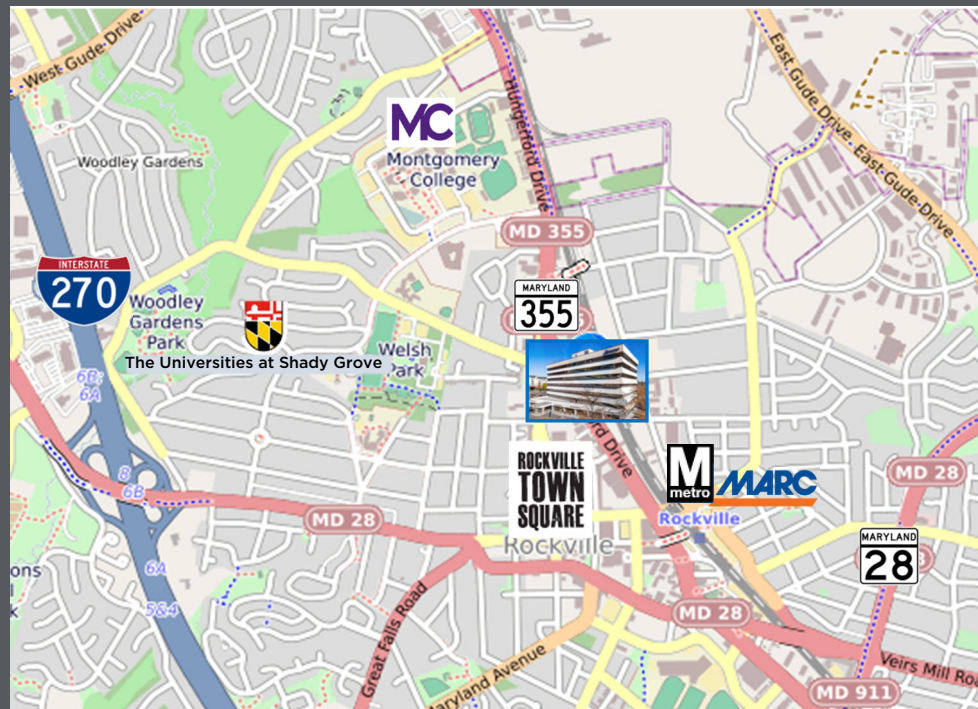 West Gude Drive
MC
Montgomery
College
Hungerford Drive
East Gude Drive
East Gude Drive
Woodley Gardens
MD 355
INTERSTATE
270
Woodley
Gardens
Park
MARYLAND
355
The Universities at Shady Grove
Welsh
Park
6B;
6A
ROCKVILLE
TOWN
SQUARE
Rockville
M
metro
MARC
Rockville
MD 28
8
6B
MD 28
MARYLAND
28
6A
5&4
Great Falls Road
MD 28
Maryland Avenue
MD 911